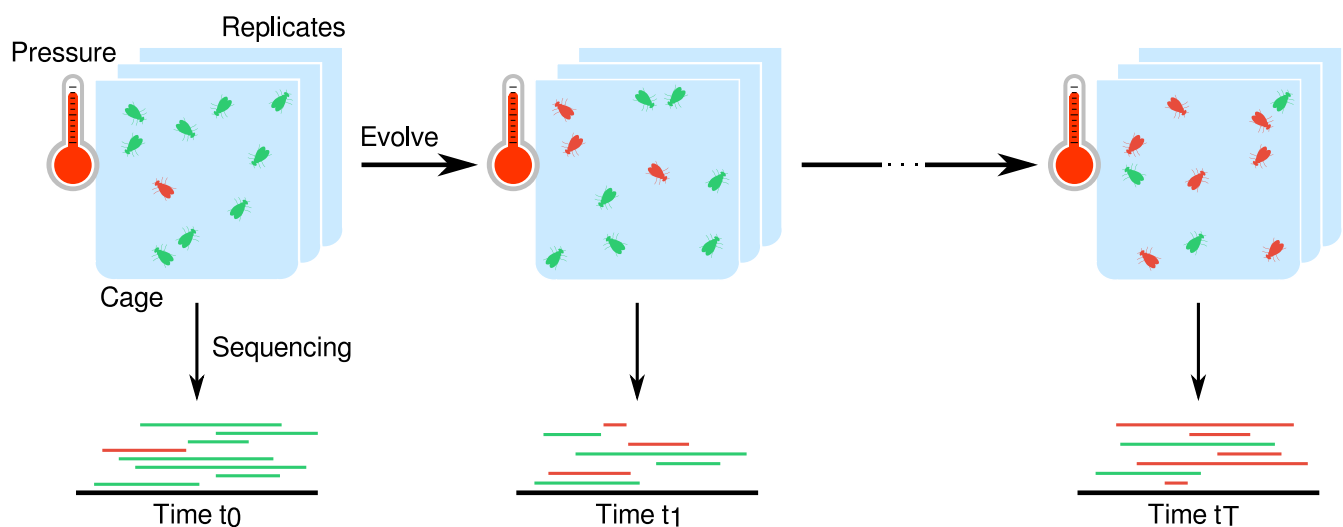 Replicates
Pressure
Evolve
Cage
Sequencing
Time t0
Time t1
Time tT